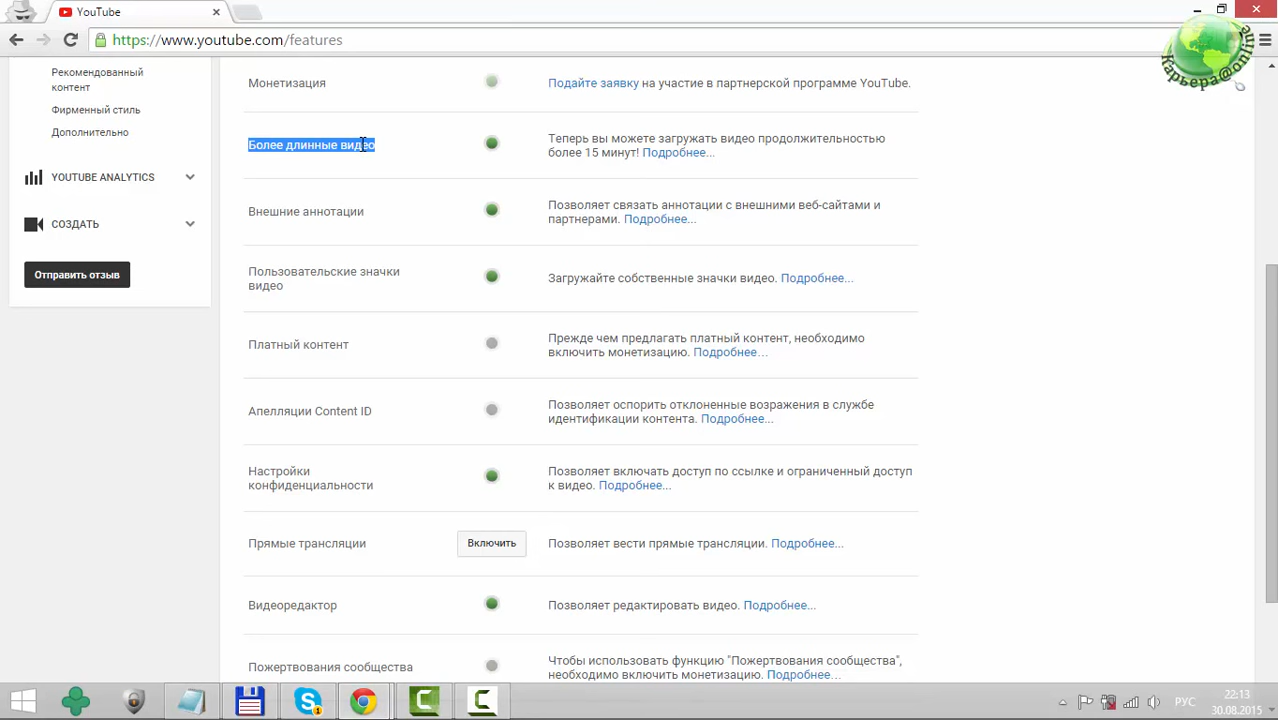 YouTube
https://www.youtube.com/features
Карьера@online
Рекомендованный
контент
Фирменный стиль
Дополнительно
YOUTUBE ANALYTICS
СОЗДАТЬ
Отправить отзыв
Монетизация
Подайте заявку на участие в партнерской программе YouTube.
Более длинные видео
Теперь вы можете загружать видео продолжительностью
более 15 минут! Подробнее...
Внешние аннотации
Позволяет связать аннотации с внешними веб-сайтами и
партнерами. Подробнее...
Пользовательские значки
видео
Загружайте собственные значки видео. Подробнее...
Платный контент
Прежде чем предлагать платный контент, необходимо
включить монетизацию. Подробнее...
Апелляции Content ID
Позволяет оспорить отклоненные возражения в службе
идентификации контента. Подробнее...
Настройки
конфиденциальности
Позволяет включать доступ по ссылке и ограниченный доступ
к видео. Подробнее...
Прямые трансляции
Включить
Позволяет вести прямые трансляции. Подробнее...
Видеоредактор
Позволяет редактировать видео. Подробнее...
Пожертвования сообщества
Чтобы использовать функцию "Пожертвования сообщества",
необходимо включить монетизацию. Подробнее...
РУС
22:13
30.08.2015